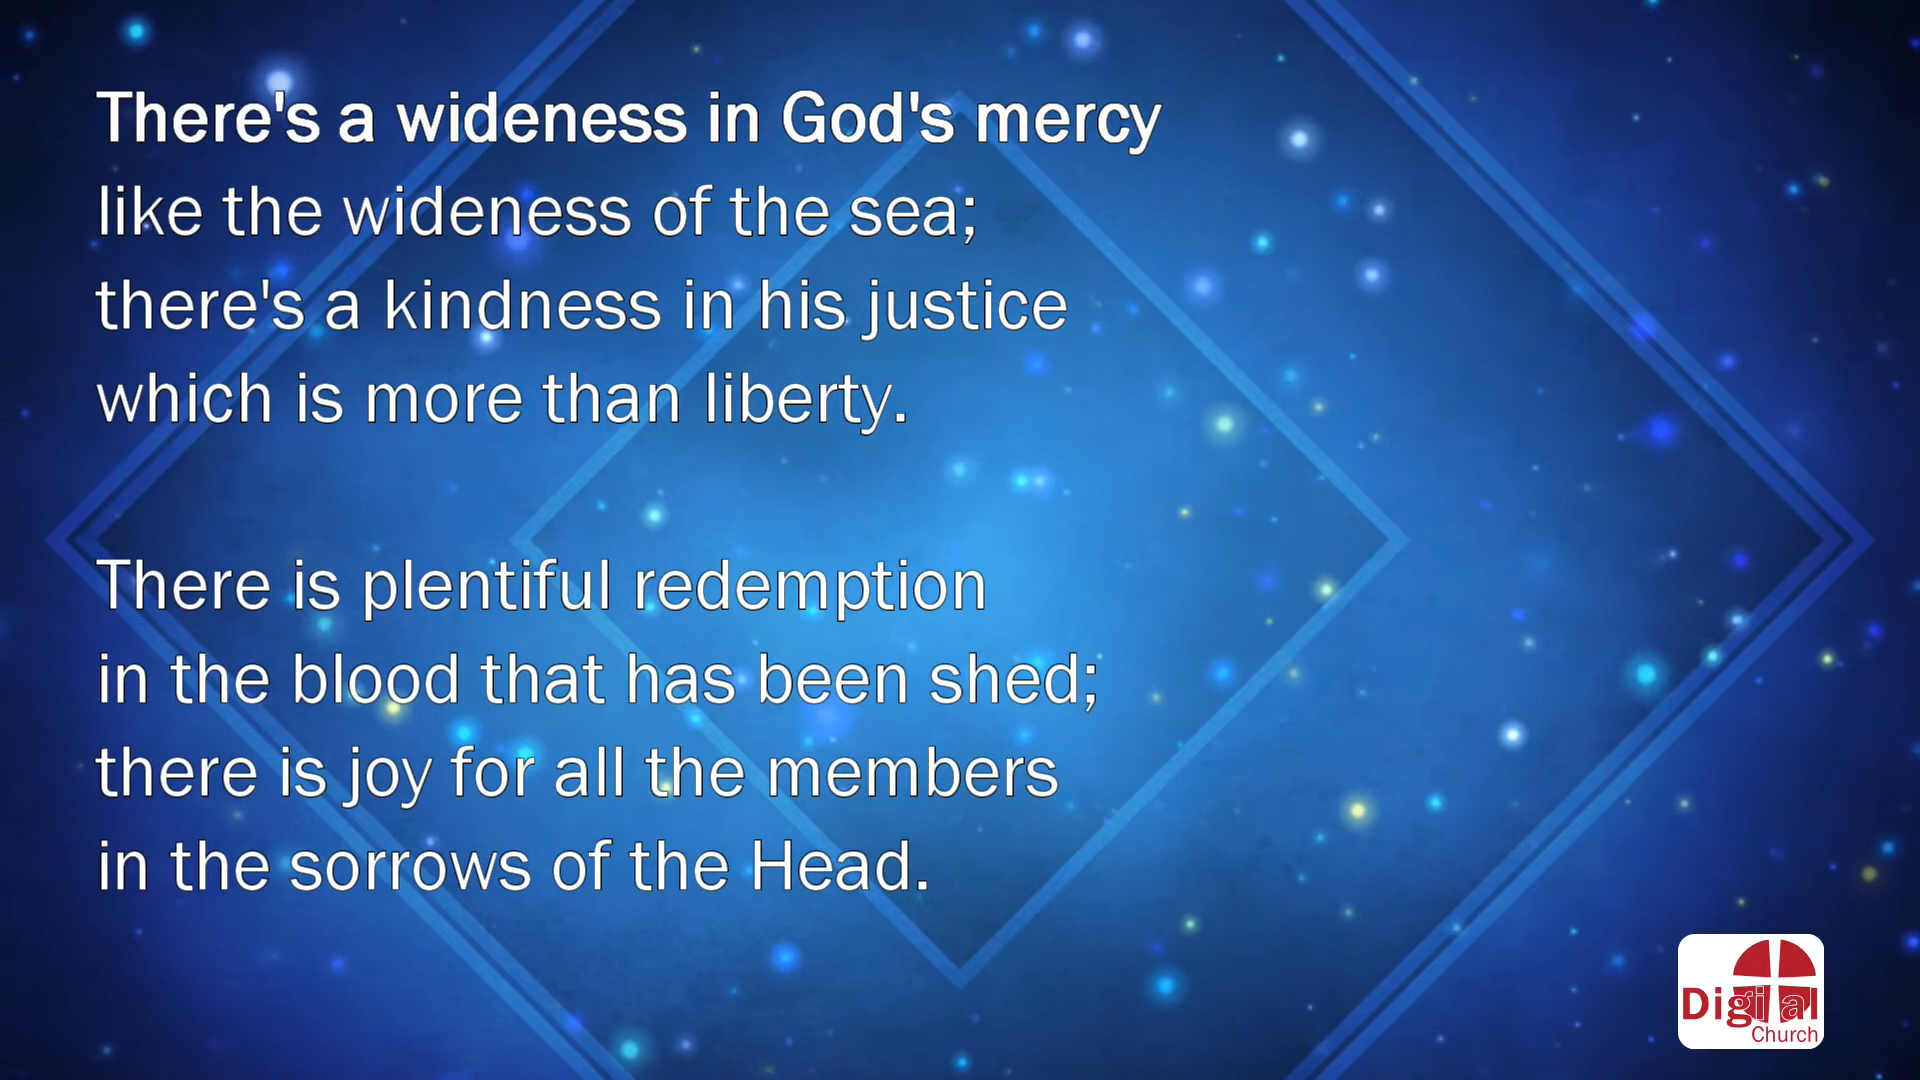 There's a wideness in God's mercy
like the wideness of the sea;
there's a kindness in his justice
which is more than liberty.
There is plentiful redemption
in the blood that has been shed;
there is joy for all the members
in the sorrows of the Head.
Digital
Church